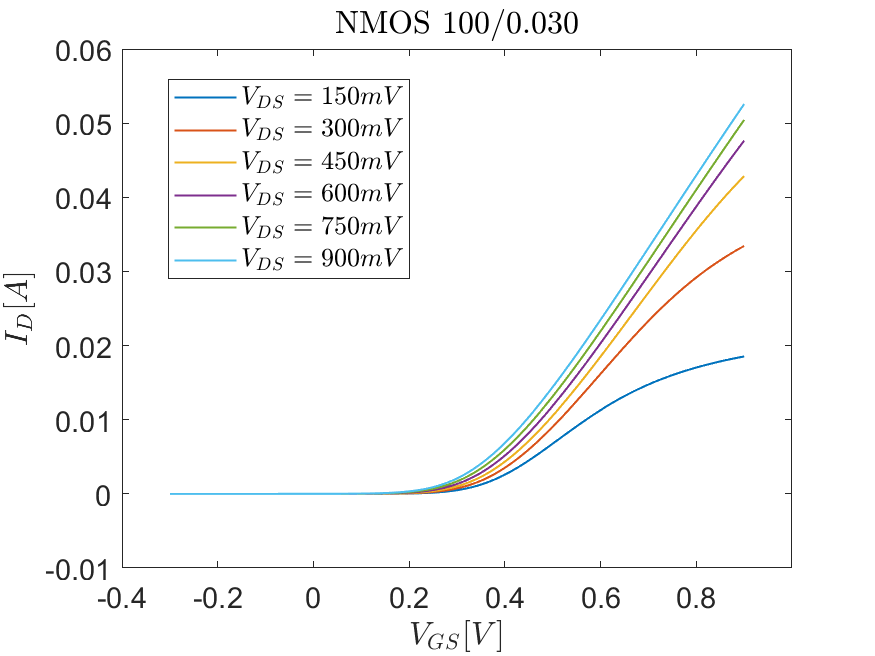 NMOS 100/0.030
0.06
0.05
0.04
0.03
0.02
0.01
0
-0.01
I_D[A]
V_DS = 150mV
V_DS = 300mV
V_DS = 450mV
V_DS = 600mV
V_DS = 750mV
V_DS = 900mV
-0.4 -0.2 0 0.2 0.4 0.6 0.8
V_GS[V]